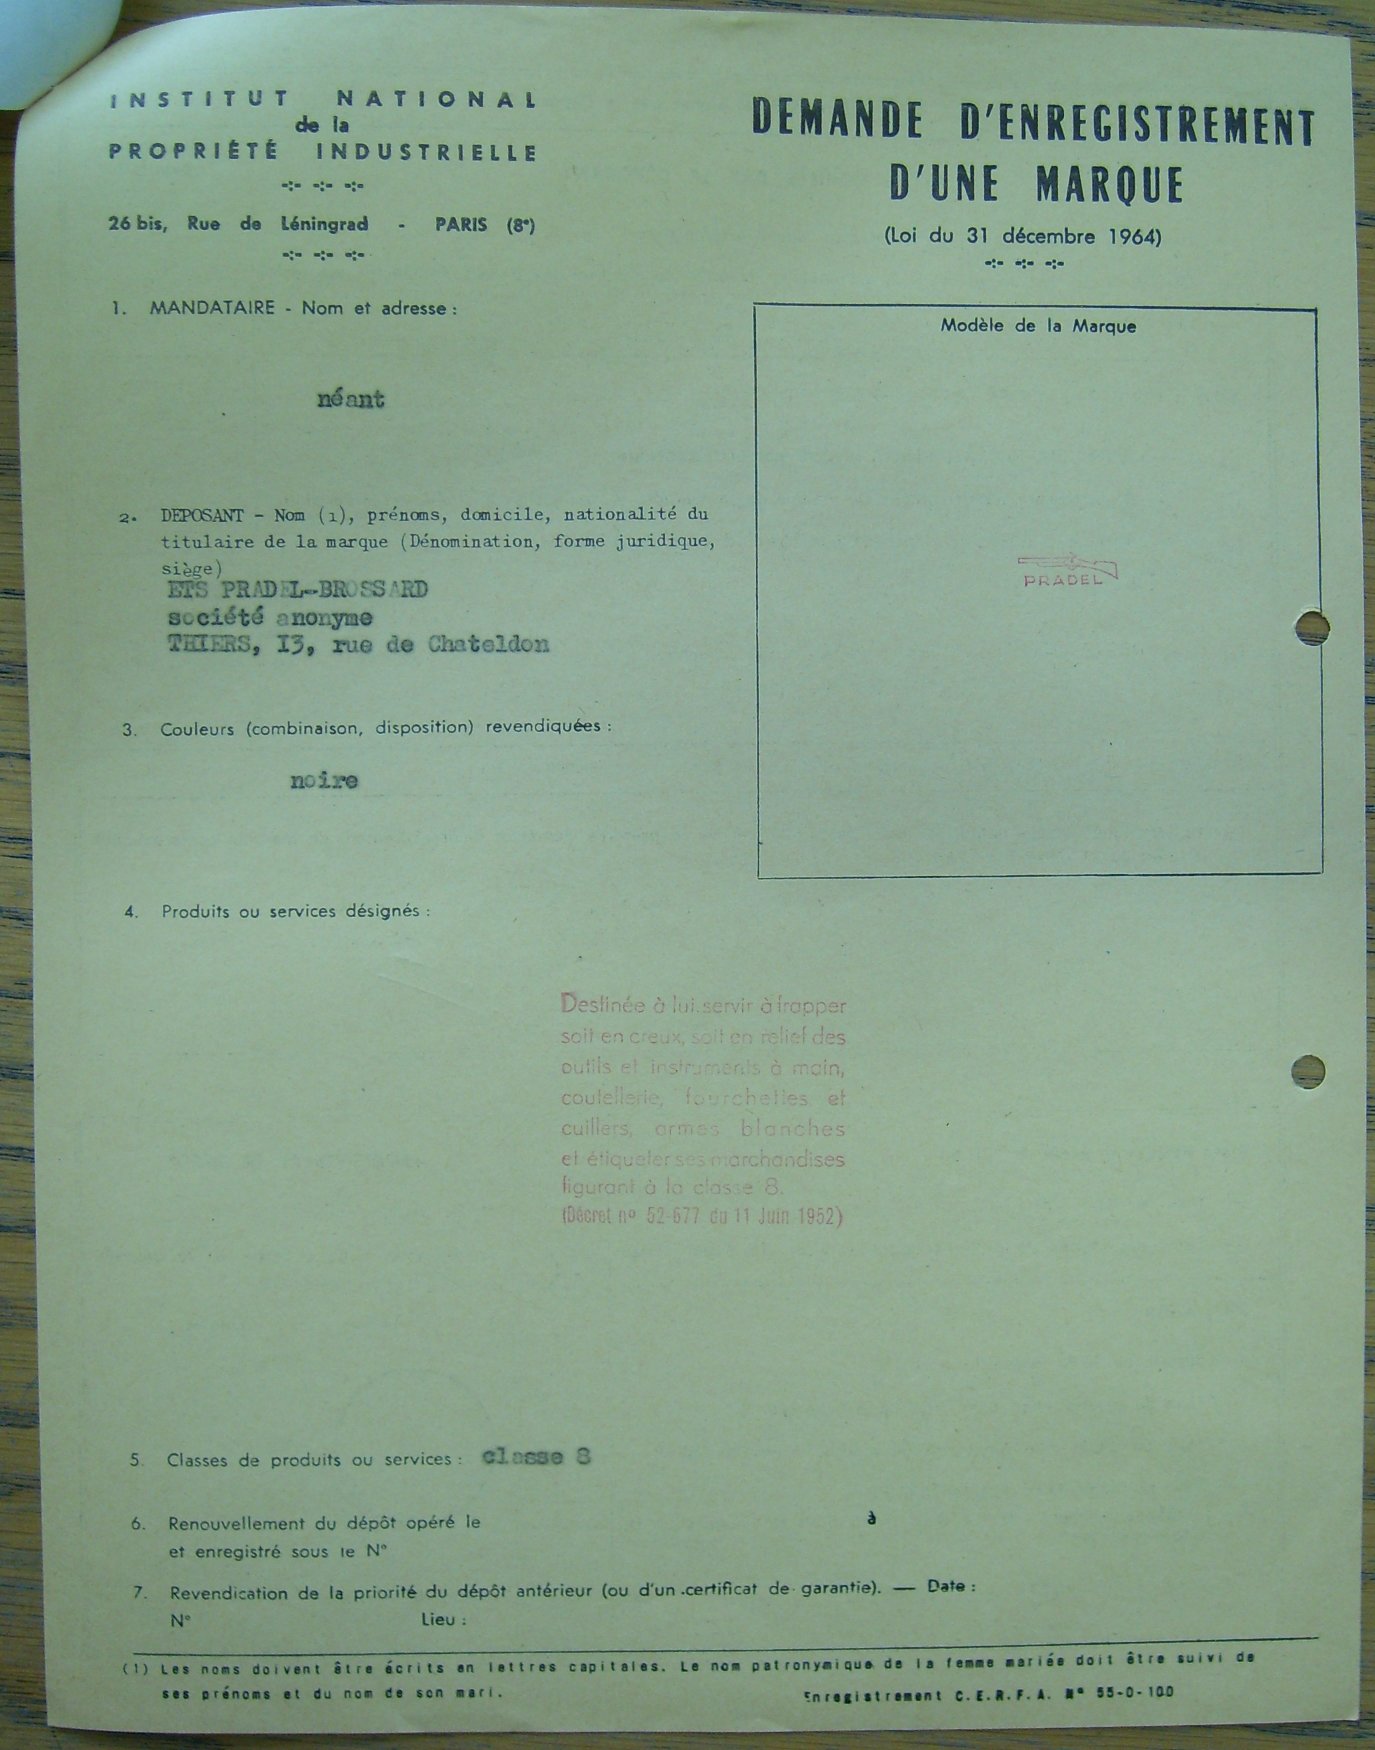 INSTITUT NATIONAL
de la
PROPRIÉTÉ INDUSTRIELLE
26 bis, Rue de Léningrad - PARIS (8e)
DEMANDE D'ENREGISTREMENT
D'UNE MARQUE
(Loi du 31 décembre 1964)
1. MANDATAIRE - Nom et adresse :
néant
2. DEPOSANT - Nom (1), prénoms, domicile, nationalité du
titulaire de la marque (Dénomination, forme juridique,
siège)
ETS PRADEL-BROSSARD
société anonyme
THIERS, I3, rue de Chateldon
3. Couleurs (combinaison, disposition) revendiquées :
noire
Modèle de la Marque
PRADEL
4. Produits ou services désignés :
Destinée à lui servir à frapper
soit en creux, soit en relief des
outils et instruments à main,
coutellerie, fourchettes et
cuillers, armes blanches
et étiqueter ses marchandises
figurant à la classe 8.
(Décret nº 52-677 du 11 Juin 1952)
5. Classes de produits ou services : classe 8
6. Renouvellement du dépôt opéré le à
et enregistré sous le N°
7. Revendication de la priorité du dépôt antérieur (ou d'un certificat de garantie). — Date :
N° Lieu :
(1) Les noms doivent être écrits en lettres capitales. Le nom patronymique de la femme mariée doit être suivi de
ses prénoms et du nom de son mari.
Enregistrement C.E.R.F.A. N° 55-0-100